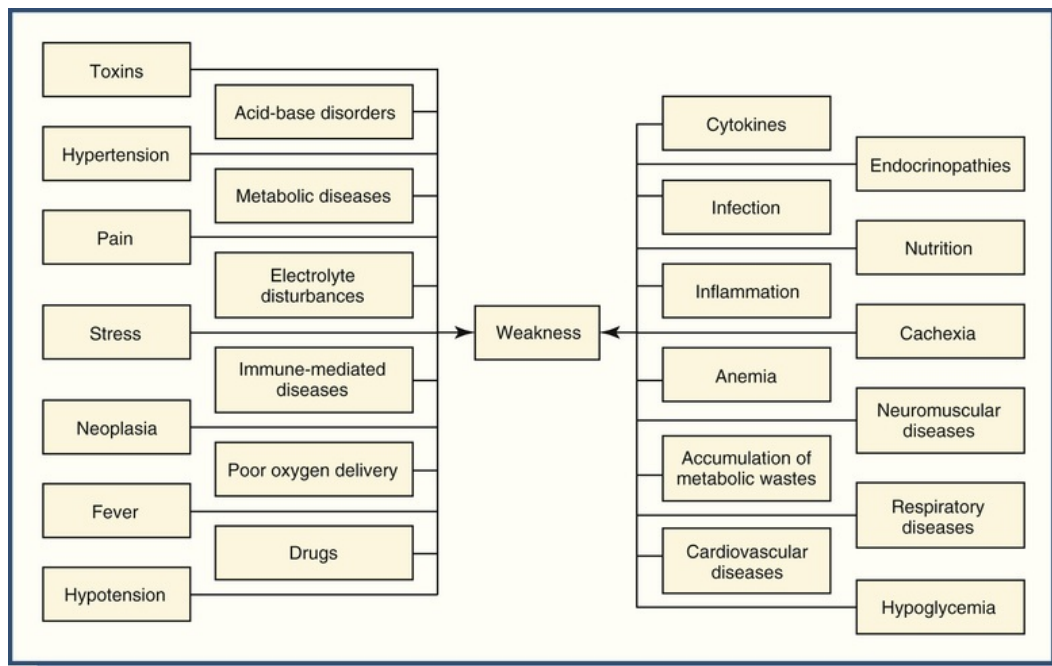 Toxins
Acid-base disorders
Hypertension
Metabolic diseases
Pain
Electrolyte
disturbances
Stress
Immune-mediated
diseases
Neoplasia
Poor oxygen delivery
Fever
Drugs
Hypotension
Weakness
Cytokines
Endocrinopathies
Infection
Nutrition
Inflammation
Cachexia
Anemia
Neuromuscular
diseases
Accumulation of
metabolic wastes
Respiratory
diseases
Cardiovascular
diseases
Hypoglycemia